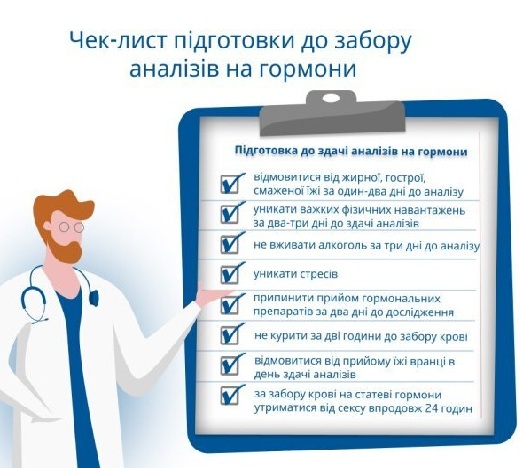 Чек-лист підготовки до забору
аналізів на гормони
Підготовка до здачі аналізів на гормони
відмовитися від жирної, гострої,
смаженої їжі за один-два дні до аналізу
уникати важких фізичних навантажень
за два-три дні до здачі аналізів
не вживати алкоголь за три дні до аналізу
уникати стресів
припинити прийом гормональних
препаратів за два дні до дослідження
не курити за дві години до забору крові
відмовитися від прийому їжі вранці в
день здачі аналізів
за забору крові на статеві гормони
утриматися від сексу впродовж 24 годин